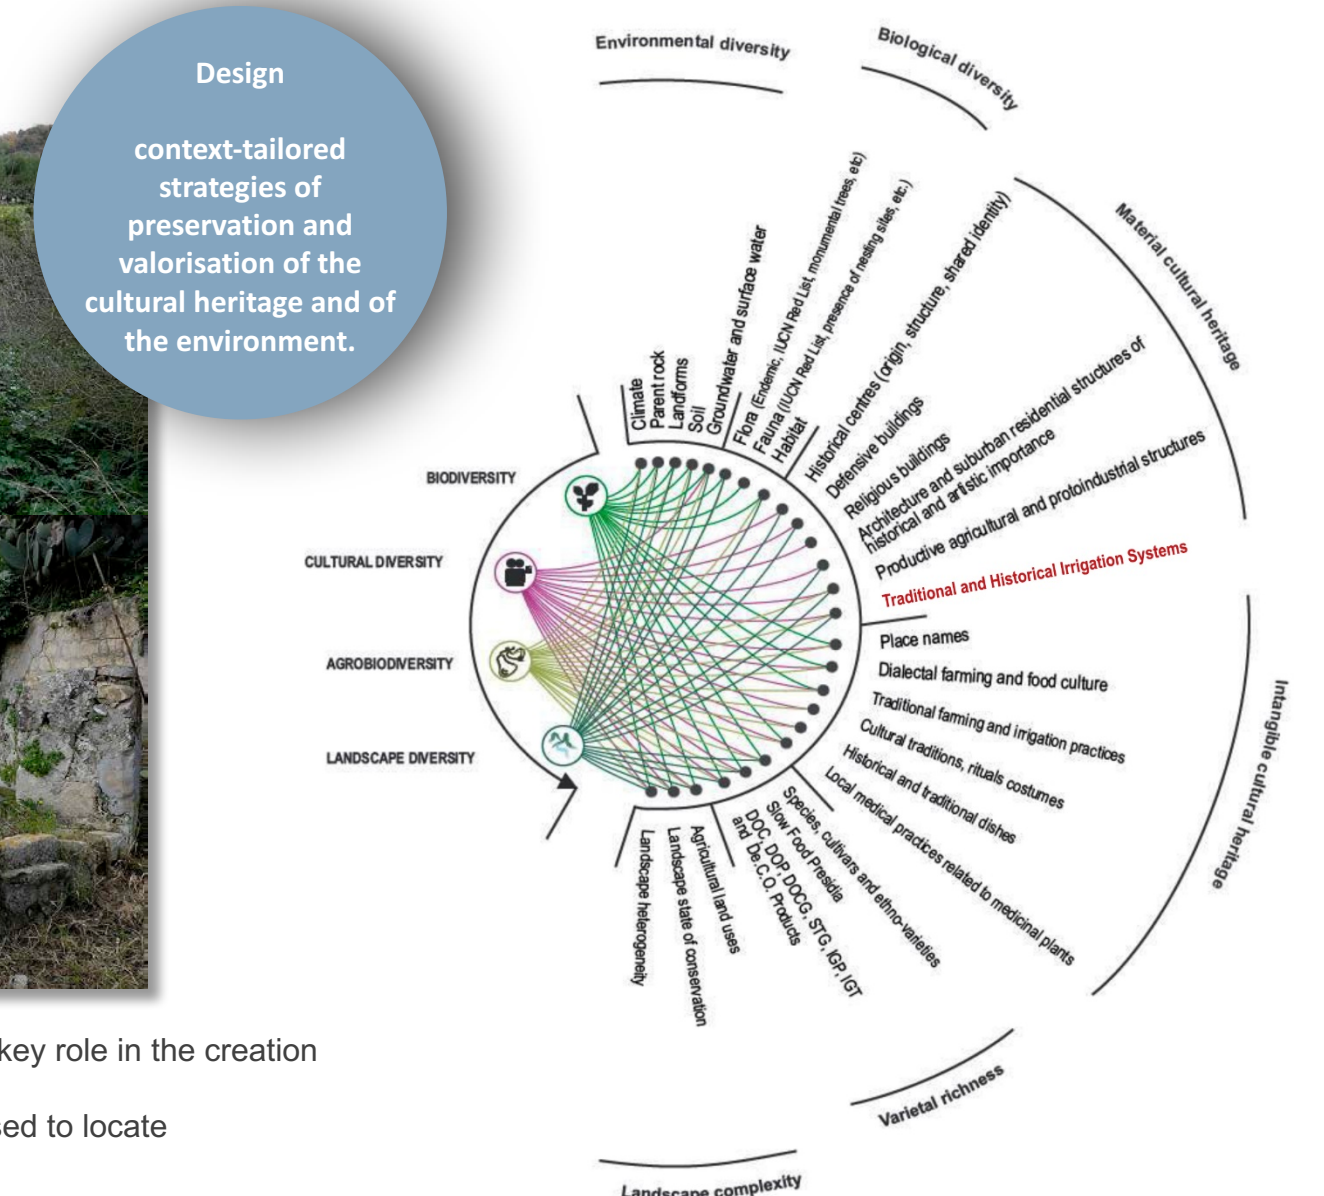 Design
context-tailored
strategies of
preservation and
valorisation of the
cultural heritage and of
the environment.
Environmental diversity
Biological diversity
Material cultural heritage
Intangible cultural heritage
Varietal richness
Landscape complexity
BIODIVERSITY
CULTURAL DIVERSITY
AGROBIODIVERSITY
LANDSCAPE DIVERSITY
Climate
Parent rock
Landforms
Soil
Groundwater and surface water
Flora (Endemic, IUCN Red List, monumental trees, etc)
Fauna (IUCN Red List, presence of nesting sites, etc.)
Habitat
Historical centres (origin, structure, shared identity)
Defensive buildings
Religious buildings
Architecture and suburban residential structures of
historical and artistic importance
Productive agricultural and protoindustrial structures
Traditional and Historical Irrigation Systems
Place names
Dialectal farming and food culture
Traditional farming and irrigation practices
Cultural traditions, rituals costumes
Historical and traditional dishes
Local medical practices related to medicinal plants
Species, cultivars and ethno-varieties
Slow Food Presidia
DOC, DOP, DOCG, STG, IGP, IGT
and De.C.O. Products
Agricultural land uses
Landscape state of conservation
Landscape heterogeneity
key role in the creation
sed to locate